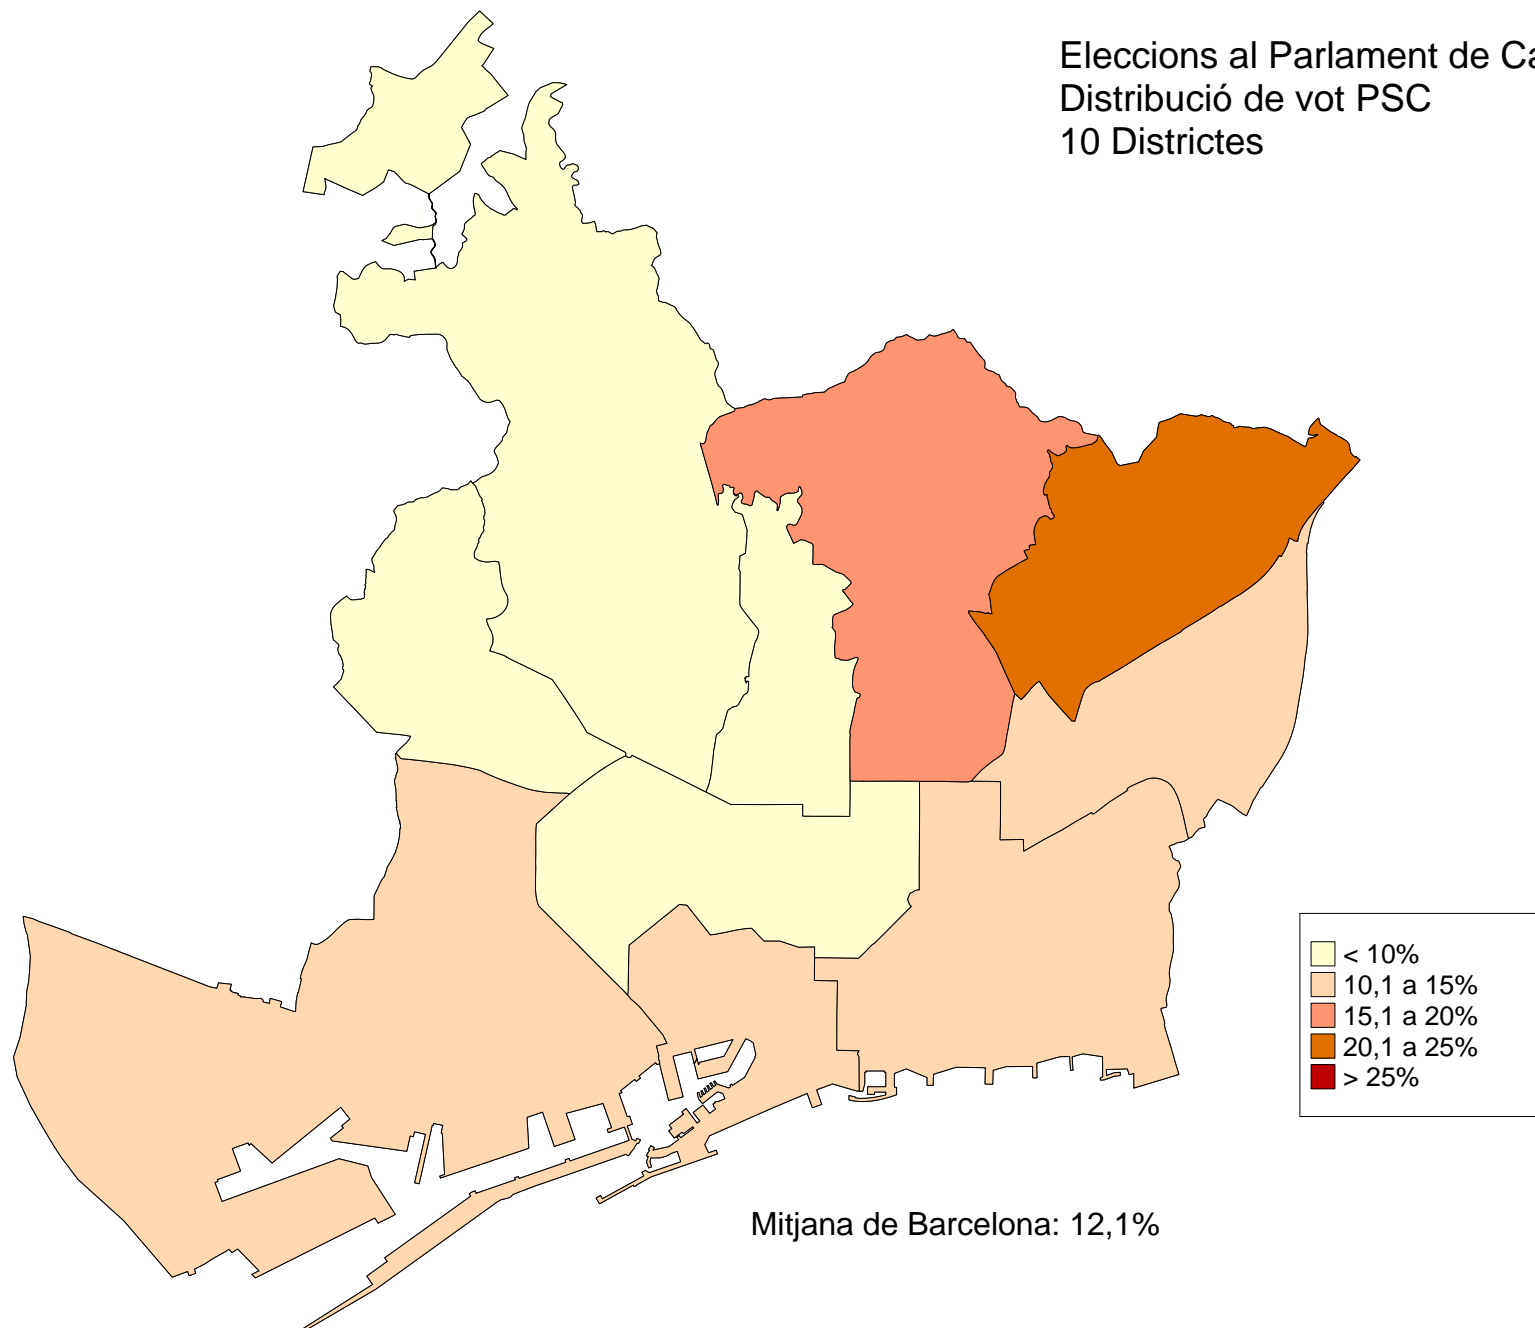 Eleccions al Parlament de Ca
Distribució de vot PSC
10 Districtes
< 10%
10,1 a 15%
15,1 a 20%
20,1 a 25%
> 25%
Mitjana de Barcelona: 12,1%